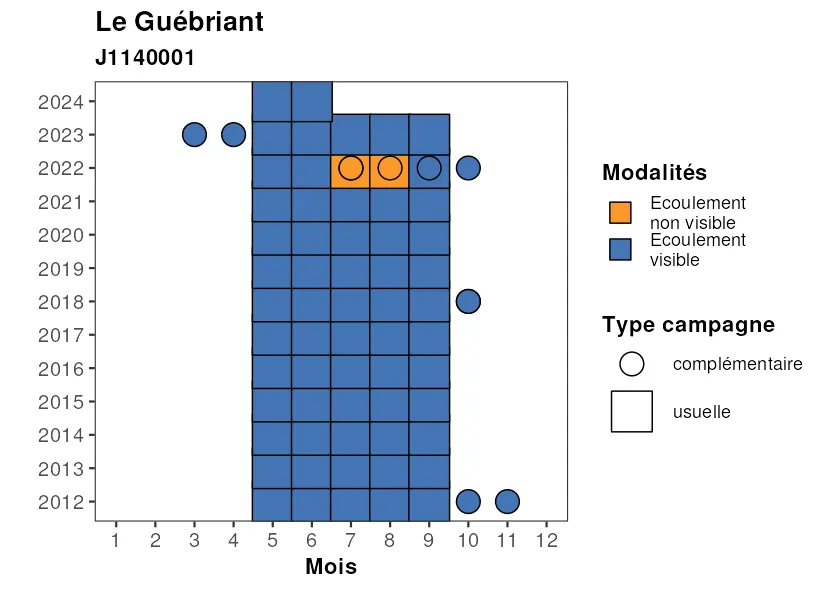 Le Guébriant
J1140001
2024
2023
2022
2021
2020
2019
2018
2017
2016
2015
2014
2013
2012
1 2 3 4 5 6 7 8 9 10 11 12
Mois
Modalités
Ecoulement
non visible
Ecoulement
visible
Type campagne
complémentaire
usuelle